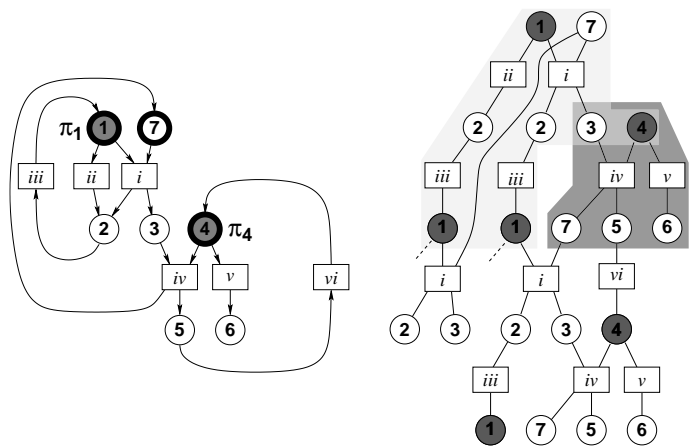 1 7
ii i
π1 1 7
2 2 3 4
iii ii i
iii iii iv v
2 3 4 π4
1 1 7 5 6
iv v vi
i i vi
5 6
2 3 2 3 4
iii iv v
1 7 5 6